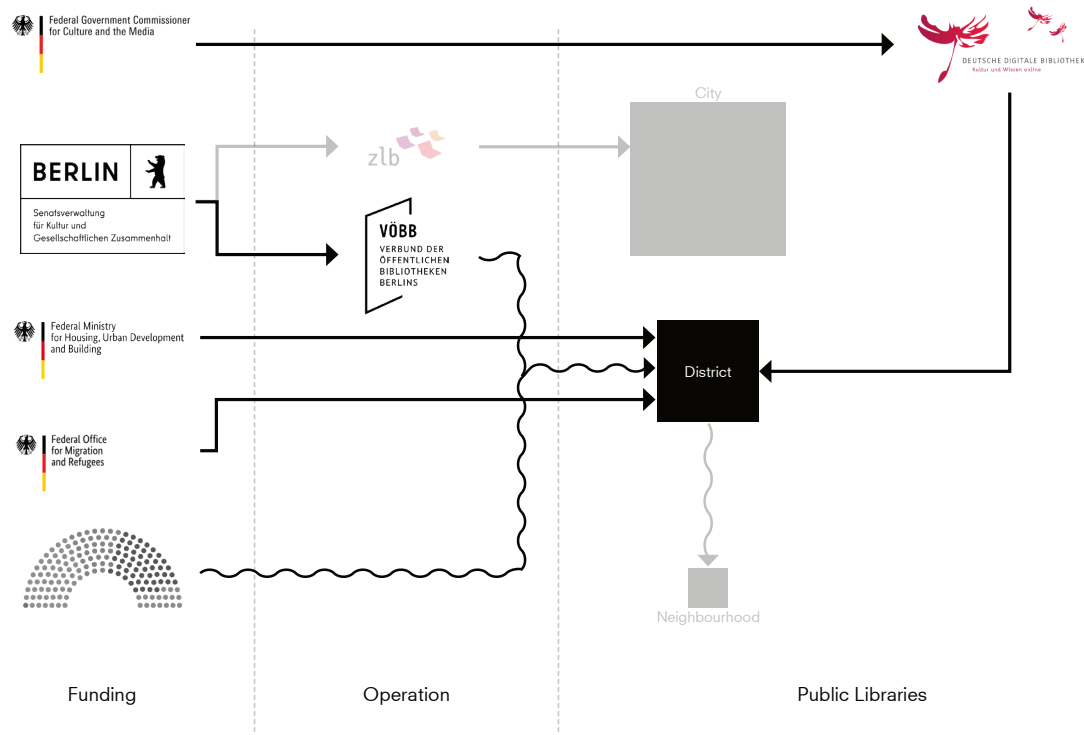 Federal Government Commissioner
for Culture and the Media
DEUTSCHE DIGITALE BIBLIOTHEK
Kultur und Wissen online
City
zlb
BERLIN
Senatsverwaltung
für Kultur und
Gesellschaftlichen Zusammenhalt
VÖBB
VERBUND DER
ÖFFENTLICHEN
BIBLIOTHEKEN
BERLINS
Federal Ministry
for Housing, Urban Development
and Building
District
Federal Office
for Migration
and Refugees
Neighbourhood
Funding
Operation
Public Libraries